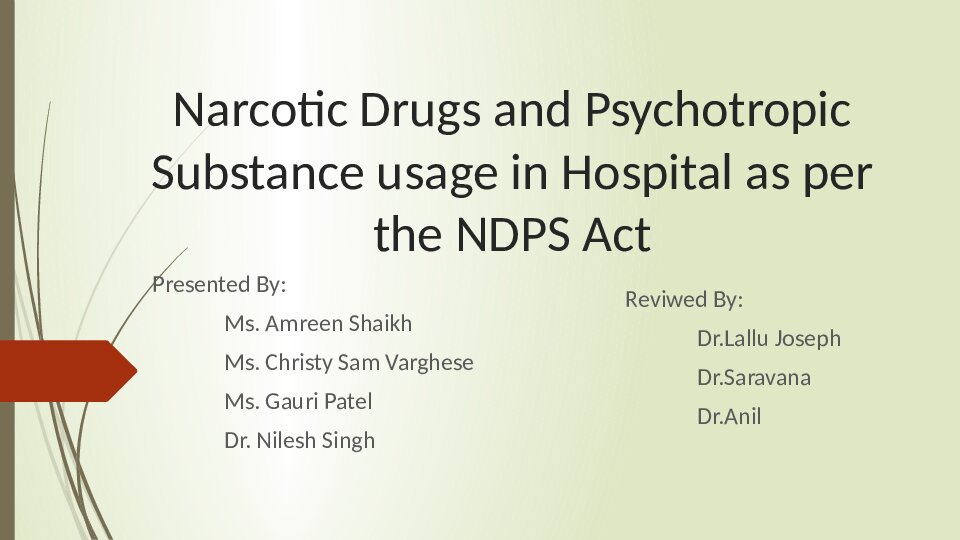 Narcotic Drugs and Psychotropic
Substance usage in Hospital as per
the NDPS Act
Presented By:
Ms. Amreen Shaikh
Ms. Christy Sam Varghese
Ms. Gauri Patel
Dr. Nilesh Singh
Reviwed By:
Dr.Lallu Joseph
Dr.Saravana
Dr.Anil